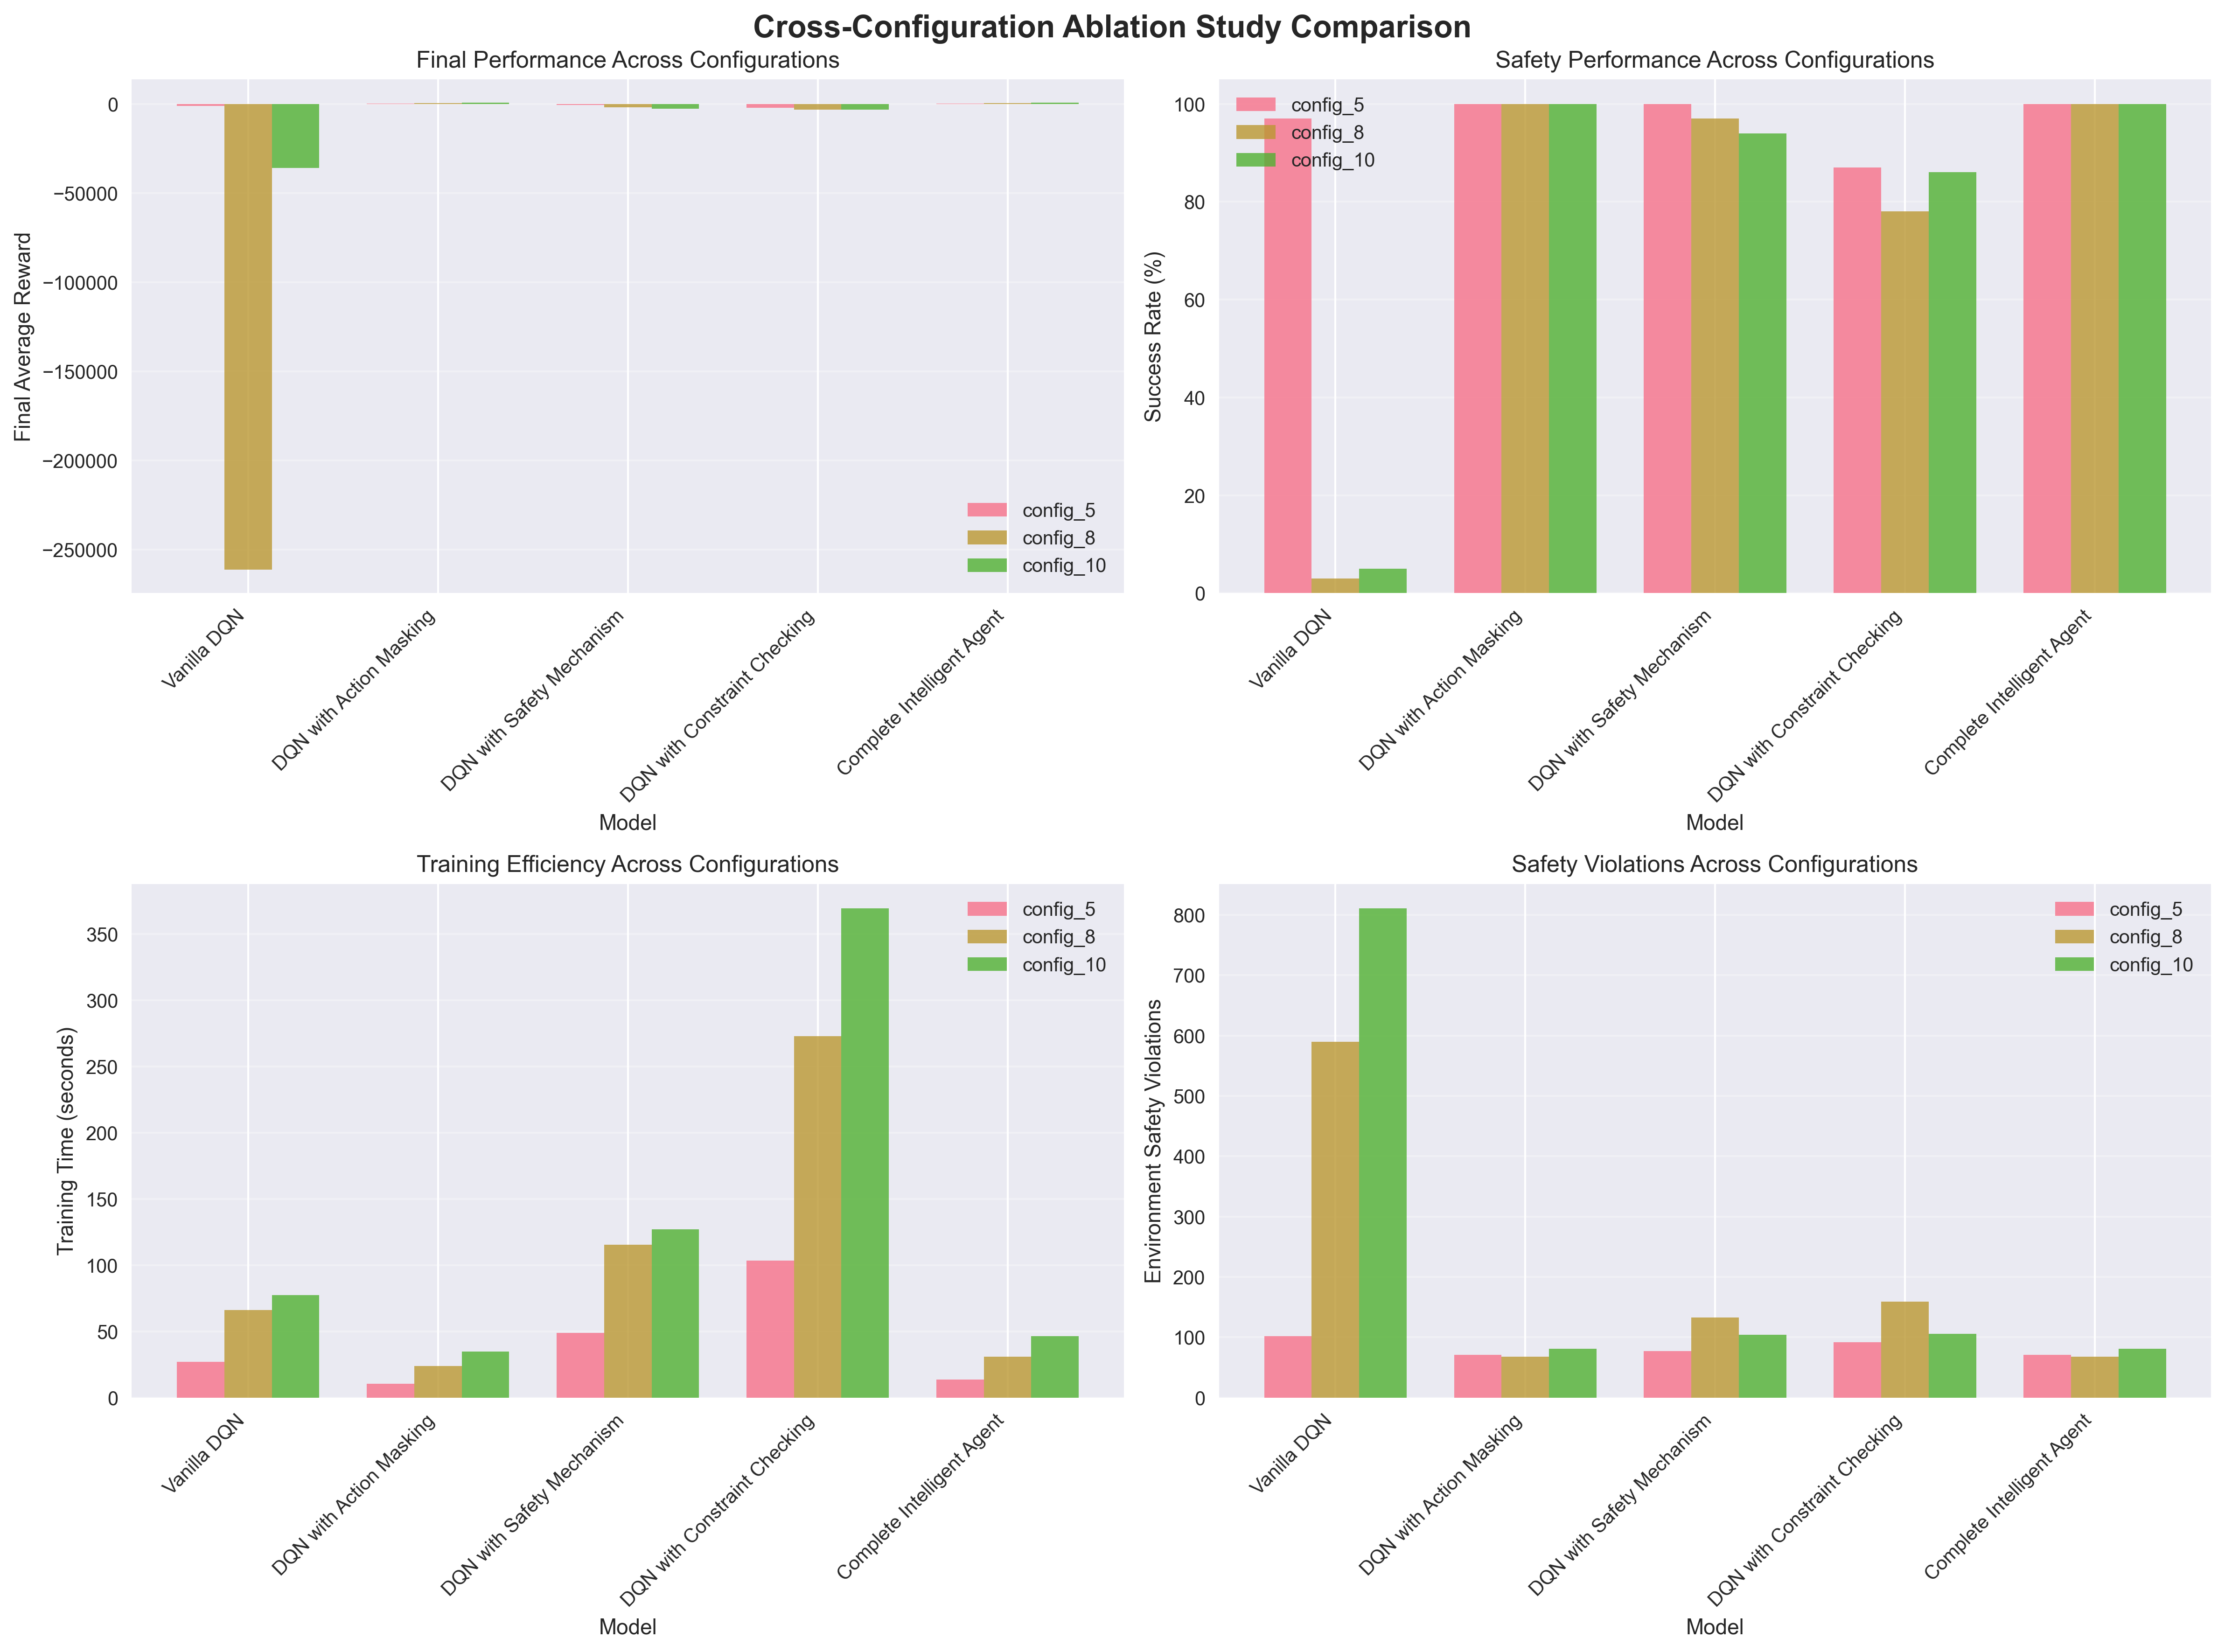 Cross-Configuration Ablation Study Comparison
Final Performance Across Configurations
Final Average Reward
0
−50000
−100000
−150000
−200000
−250000
config_5
config_8
config_10
Vanilla DQN
DQN with Action Masking
DQN with Safety Mechanism
DQN with Constraint Checking
Complete Intelligent Agent
Model
Safety Performance Across Configurations
Success Rate (%)
100
80
60
40
20
0
config_5
config_8
config_10
Vanilla DQN
DQN with Action Masking
DQN with Safety Mechanism
DQN with Constraint Checking
Complete Intelligent Agent
Model
Training Efficiency Across Configurations
Training Time (seconds)
350
300
250
200
150
100
50
0
config_5
config_8
config_10
Vanilla DQN
DQN with Action Masking
DQN with Safety Mechanism
DQN with Constraint Checking
Complete Intelligent Agent
Model
Safety Violations Across Configurations
Environment Safety Violations
800
700
600
500
400
300
200
100
0
config_5
config_8
config_10
Vanilla DQN
DQN with Action Masking
DQN with Safety Mechanism
DQN with Constraint Checking
Complete Intelligent Agent
Model